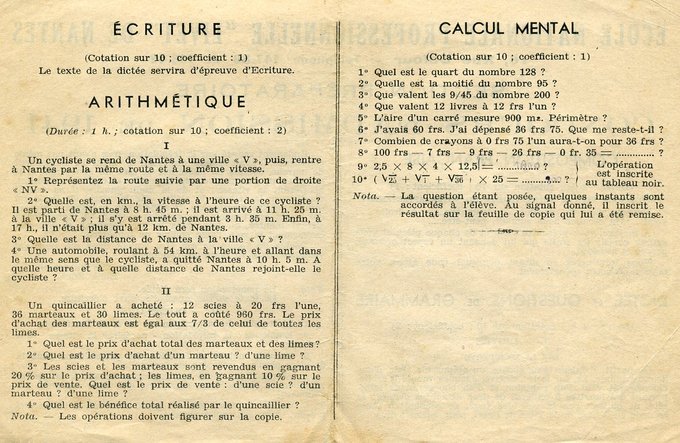 ÉCRITURE
(Cotation sur 10 ; coefficient : 1)
Le texte de la dictée servira d'épreuve d'Ecriture.
ARITHMÉTIQUE
(Durée : 1 h. ; cotation sur 10 ; coefficient : 2)
I
Un cycliste se rend de Nantes à une ville « V », puis, rentre
à Nantes par la même route et à la même vitesse.
1° Représentez la route suivie par une portion de droite
« NV ».
2° Quelle est, en km., la vitesse à l'heure de ce cycliste ?
Il est parti de Nantes à 8 h. 45 m. ; il est arrivé à 11 h. 25 m.
à la ville « V » ; il s'y est arrêté pendant 3 h. 35 m. Enfin, à
17 h., il n'était plus qu'à 12 km. de Nantes.
3° Quelle est la distance de Nantes à la ville « V » ?
4° Une automobile, roulant à 54 km. à l'heure et allant dans
le même sens que le cycliste, a quitté Nantes à 10 h. 5 m. A
quelle heure et à quelle distance de Nantes rejoint-elle le
cycliste ?
II
Un quincaillier a acheté : 12 scies à 20 frs l'une,
36 marteaux et 30 limes. Le tout a coûté 960 frs. Le prix
d'achat des marteaux est égal aux 7/3 de celui de toutes les
limes.
1° Quel est le prix d'achat total des marteaux et des limes ?
2° Quel est le prix d'achat d'un marteau ? d'une lime ?
3° Les scies et les marteaux sont revendus en gagnant
20 % sur le prix d'achat ; les limes, en gagnant 10 % sur le
prix de vente. Quel est le prix de vente : d'une scie ? d'un
marteau ? d'une lime ?
4° Quel est le bénéfice total réalisé par le quincaillier ?
Nota. — Les opérations doivent figurer sur la copie.
CALCUL MENTAL
(Cotation sur 10 ; coefficient : 1)
1° Quel est le quart du nombre 128 ?
2° Quelle est la moitié du nombre 95 ?
3° Que valent les 9/45 du nombre 200 ?
4° Que valent 12 livres à 12 frs l'un ?
5° L'aire d'un carré mesure 900 m2. Périmètre ?
6° J'avais 60 frs. J'ai dépensé 36 frs 75. Que me reste-t-il ?
7° Combien de crayons à 0 frs 75 l'un aura-t-on pour 36 frs ?
8° 100 frs — 7 frs — 9 frs — 26 frs — 0 fr. 35 = ............ ?
9° 2,5 × 8 × 4 × 12,5 = ............ ?
10° ( √ + √ + √ ) × 25 = ............ ?
L'opération
est inscrite
au tableau noir.
Nota. — La question étant posée, quelques instants sont
accordés à l'élève. Au signal donné, il inscrit le
résultat sur la feuille de copie qui lui a été remise.